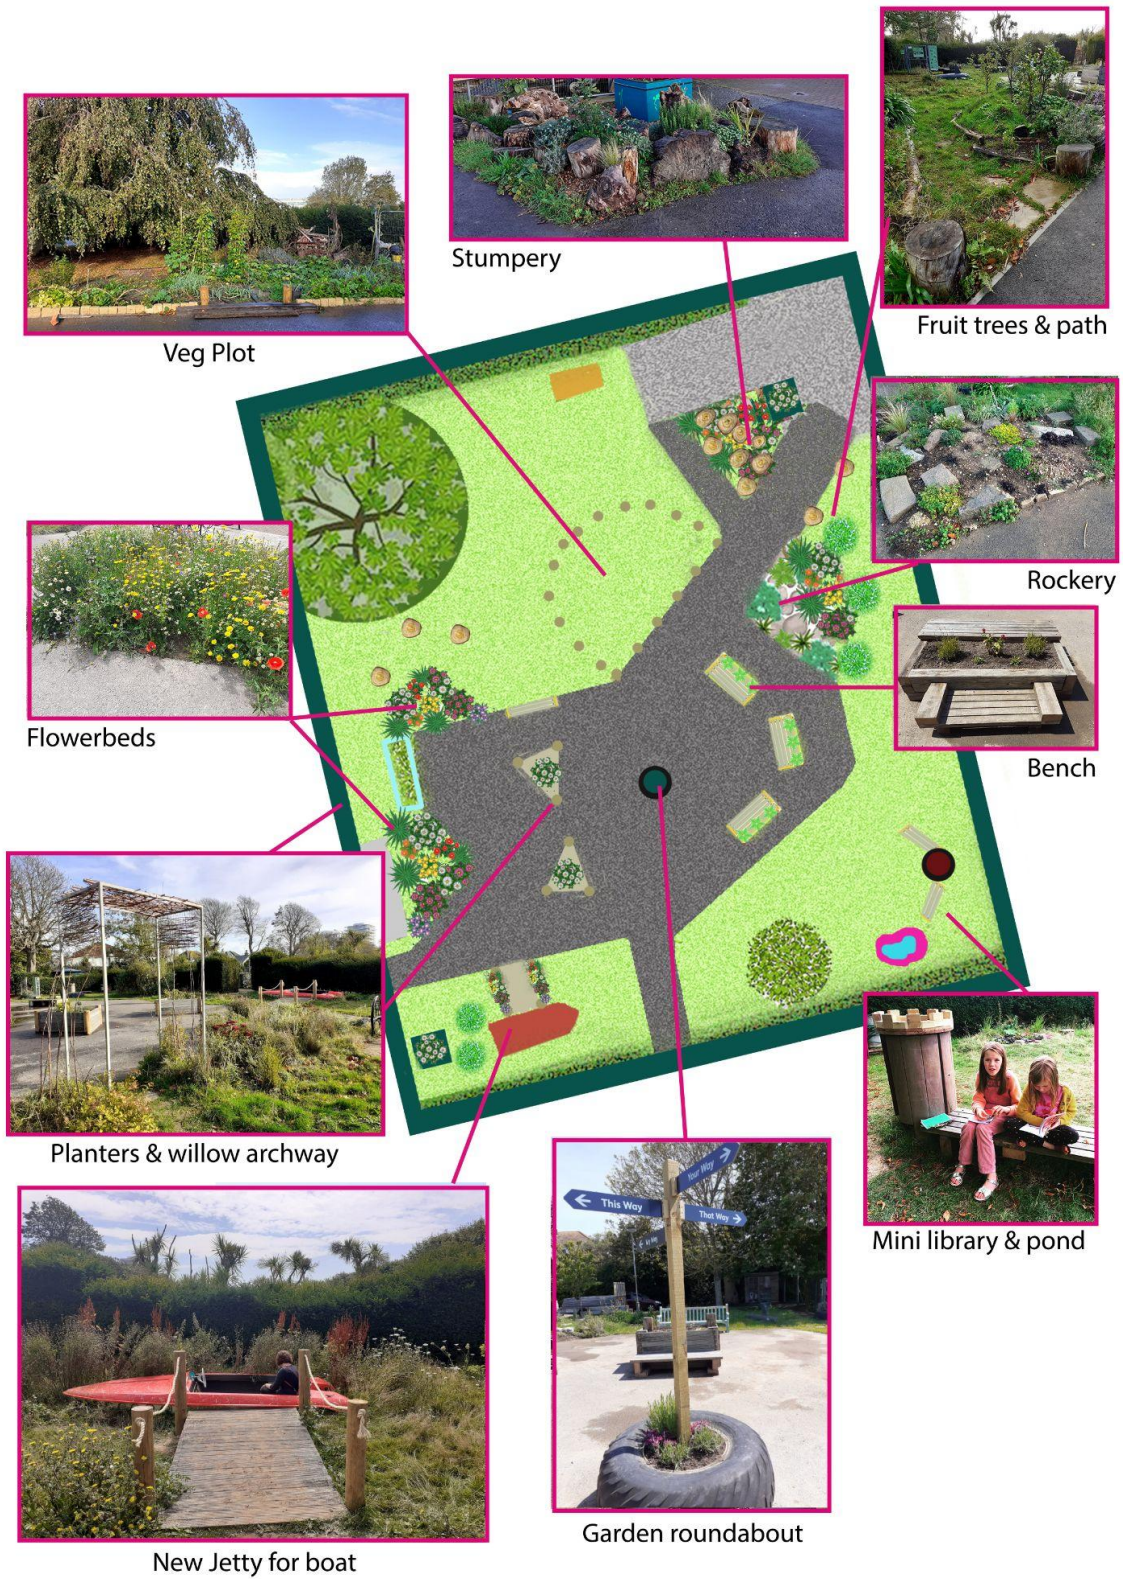 Stumpery
Fruit trees & path
Veg Plot
Rockery
Flowerbeds
Bench
Planters & willow archway
Your Way
This Way
That Way
Mini library & pond
Garden roundabout
New Jetty for boat